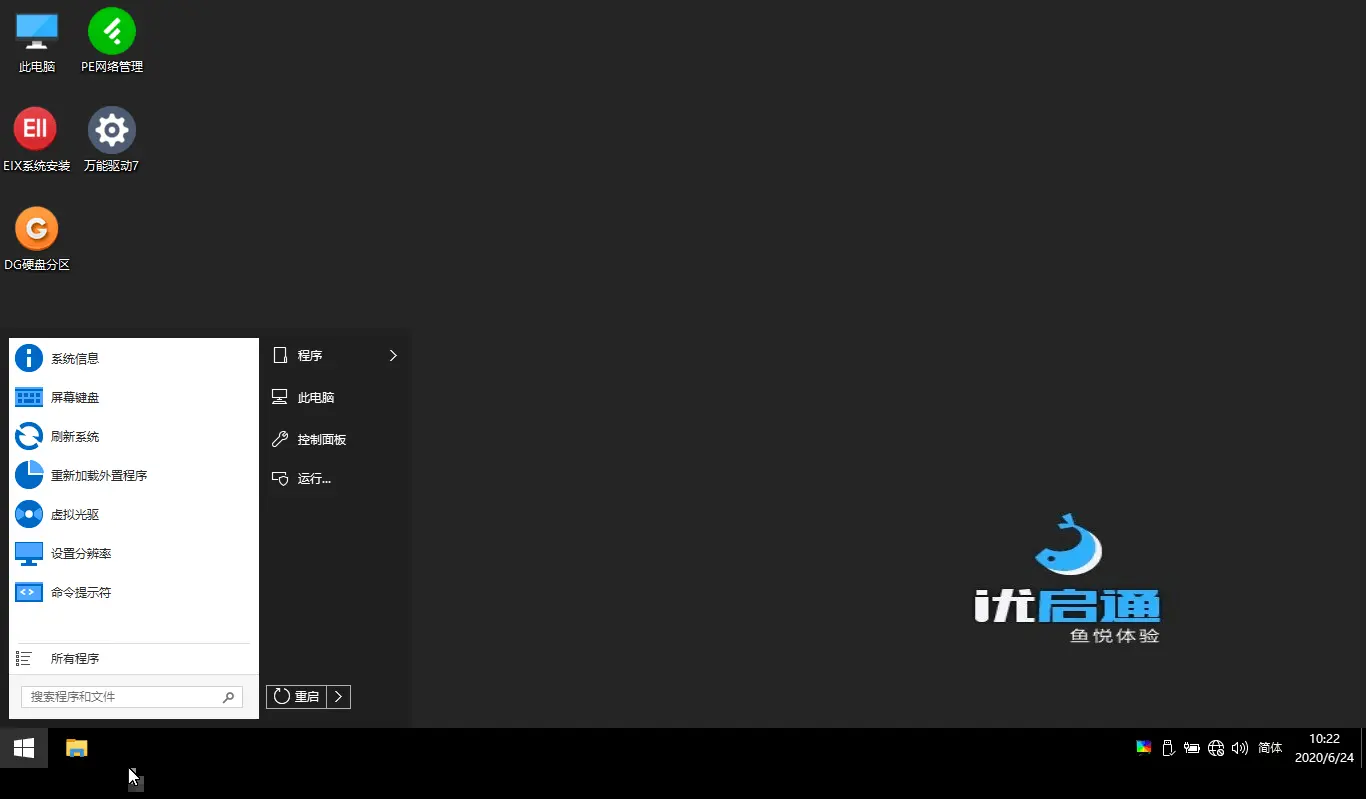 此电脑
PE网络管理
EIX系统安装
万能驱动7
DG硬盘分区
系统信息
屏幕键盘
刷新系统
重新加载外置程序
虚拟光驱
设置分辨率
命令提示符
所有程序
搜索程序和文件
程序
此电脑
控制面板
运行...
重启
优启通
鱼悦体验
简体
10:22
2020/6/24